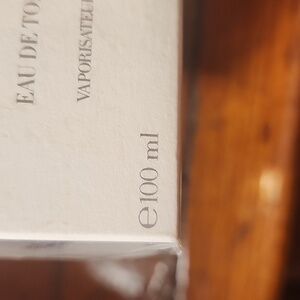 EAU DE TO
VAPORISATEU
℮100 ml